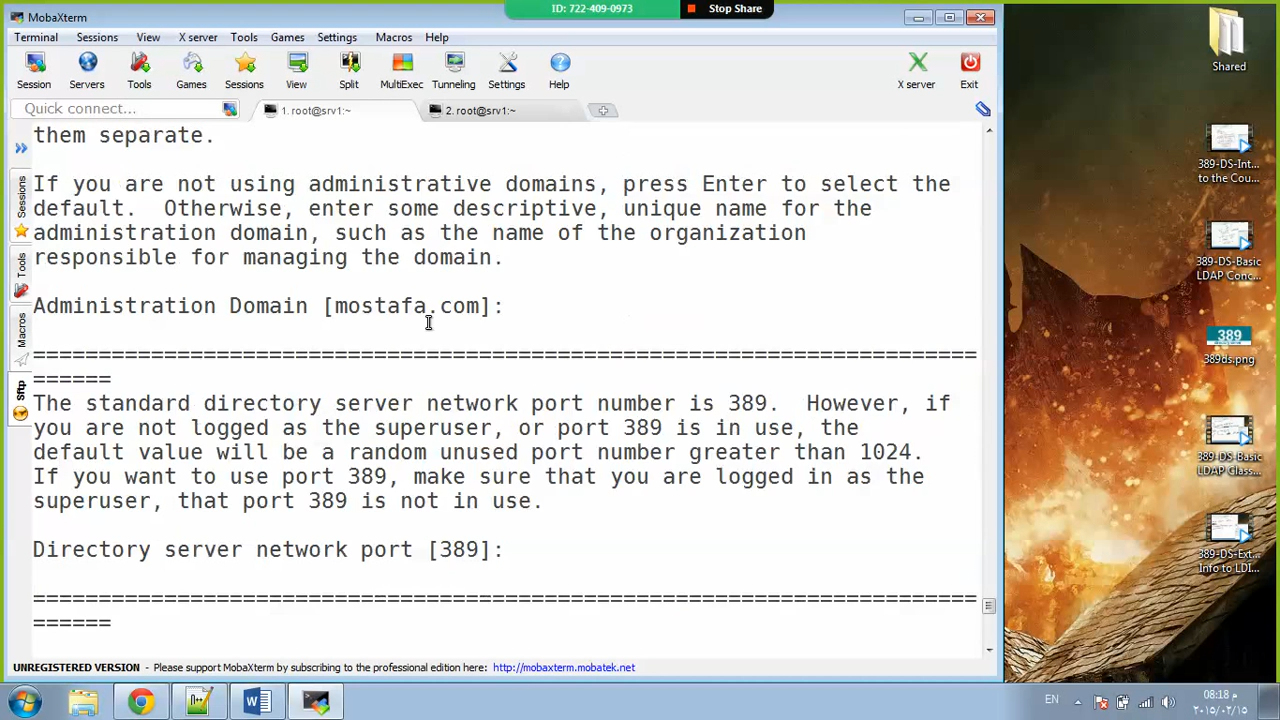 MobaXterm
ID: 722-409-0973
Stop Share
Terminal Sessions View X server Tools Games Settings Macros Help
Session Servers Tools Games Sessions View Split MultiExec Tunneling Settings Help X server Exit
Quick connect...
1. root@srv1:~
2. root@srv1:~
Sessions
Tools
Macros
Sftp
them separate.
If you are not using administrative domains, press Enter to select the
default.  Otherwise, enter some descriptive, unique name for the
administration domain, such as the name of the organization
responsible for managing the domain.
Administration Domain [mostafa.com]:
========================================================================
======
The standard directory server network port number is 389.  However, if
you are not logged as the superuser, or port 389 is in use, the
default value will be a random unused port number greater than 1024.
If you want to use port 389, make sure that you are logged in as the
superuser, that port 389 is not in use.
Directory server network port [389]:
========================================================================
======
UNREGISTERED VERSION - Please support MobaXterm by subscribing to the professional edition here: http://mobaxterm.mobatek.net
Shared
389-DS-Int...
to the Cou...
389-DS-Basic
LDAP Conc...
389
389ds.png
389-DS-Basic
LDAP Class...
389-DS-Ext...
Info to LDI...
EN
08:18 م
٢٠١٥/٠٢/١٥